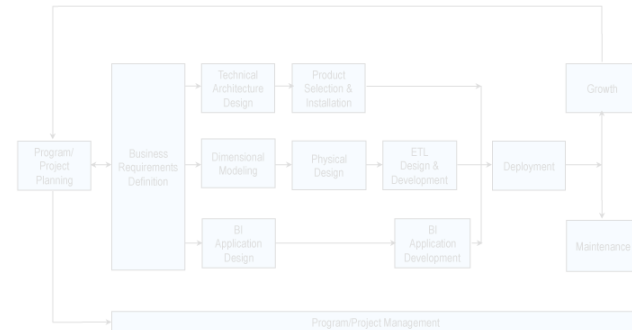 Technical
Architecture
Design
Product
Selection &
Installation
Growth
Program/
Project
Planning
Business
Requirements
Definition
Dimensional
Modeling
Physical
Design
ETL
Design &
Development
Deployment
BI
Application
Design
BI
Application
Development
Maintenance
Program/Project Management